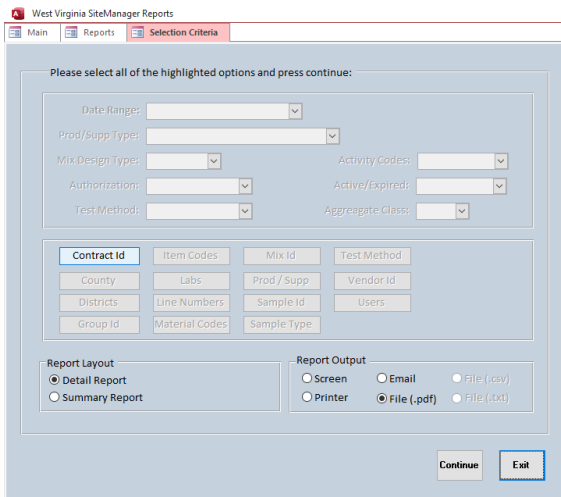 West Virginia SiteManager Reports
Main Reports Selection Criteria
Please select all of the highlighted options and press continue:
Date Range:
Prod/Supp Type:
Mix Design Type: Activity Codes:
Authorization: Active/Expired:
Test Method: Aggreagate Class:
Contract Id Item Codes Mix Id Test Method
County Labs Prod / Supp Vendor Id
Districts Line Numbers Sample Id Users
Group Id Material Codes Sample Type
Report Layout Report Output
Detail Report Screen Email File (.csv)
Summary Report Printer File (.pdf) File (.txt)
Continue Exit